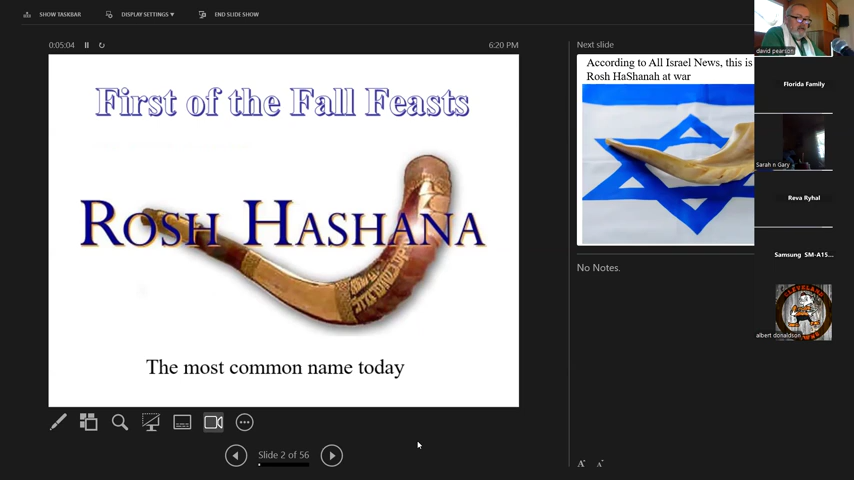 SHOW TASKBAR
DISPLAY SETTINGS ▼
END SLIDE SHOW
0:05:04
6:20 PM
First of the Fall Feasts
ROSH HASHANA
The most common name today
Slide 2 of 56
Next slide
According to All Israel News, this is
Rosh HaShanah at war
No Notes.
A
A
david pearson
Florida Family
Sarah n Gary
Reva Ryhal
Samsung SM-A15...
CLEVELAND
albert donaldson